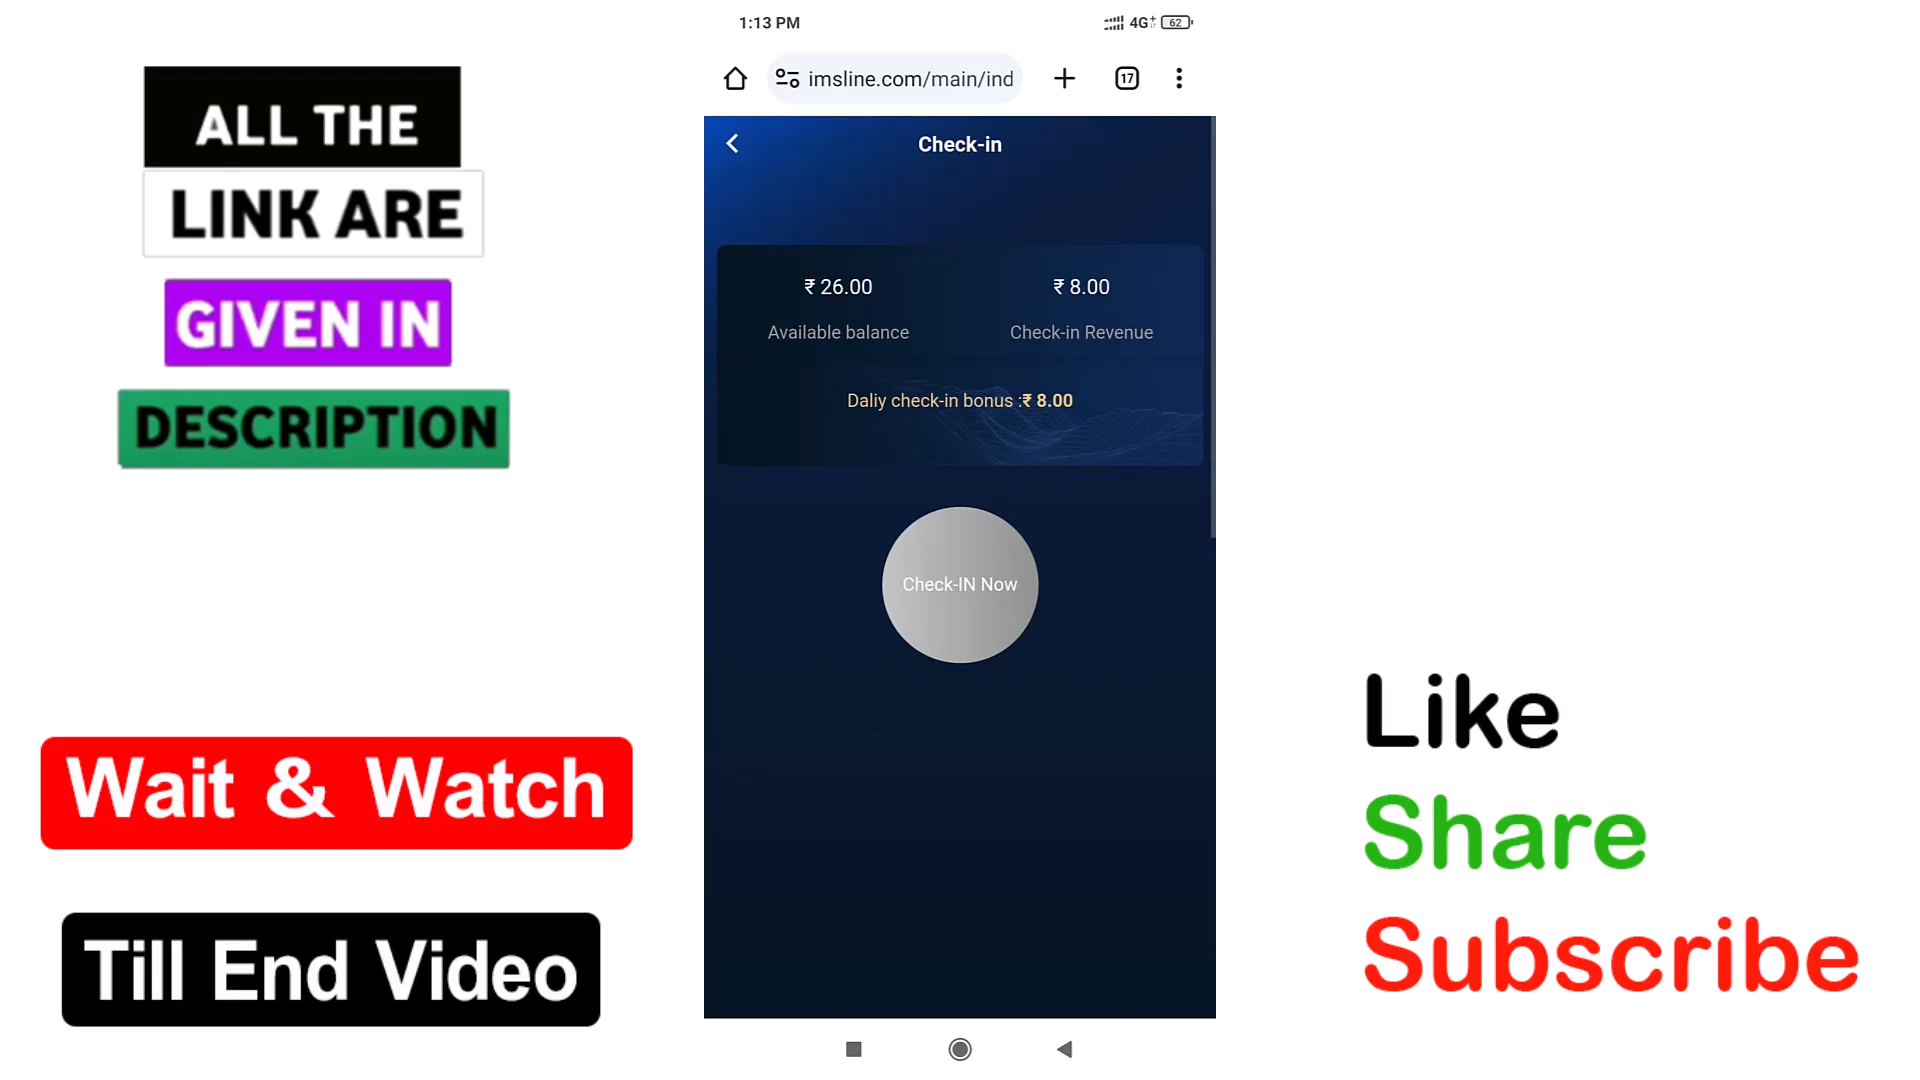 ALL THE
LINK ARE
GIVEN IN
DESCRIPTION
Wait & Watch
Till End Video
1:13 PM
4G+ 62
imsline.com/main/ind
17
Check-in
₹ 26.00
₹ 8.00
Available balance
Check-in Revenue
Daliy check-in bonus :₹ 8.00
Check-IN Now
Like
Share
Subscribe